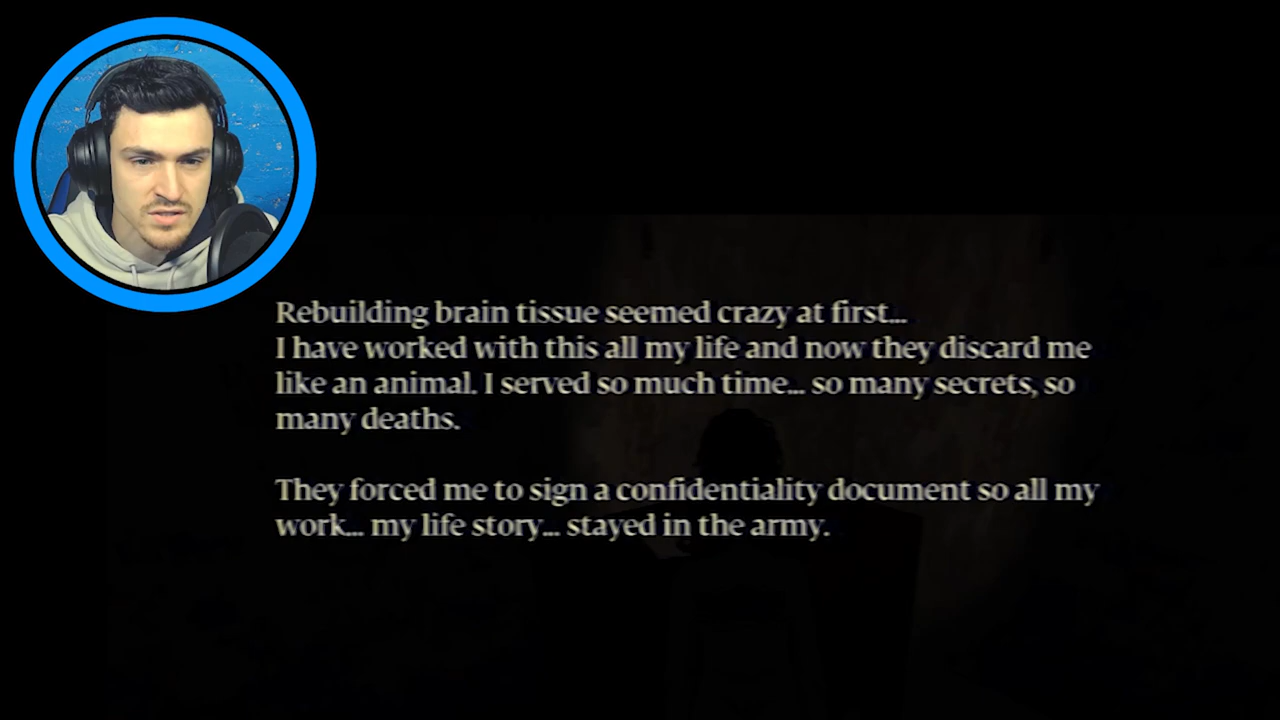 Rebuilding brain tissue seemed crazy at first...
I have worked with this all my life and now they discard me
like an animal. I served so much time... so many secrets, so
many deaths.
They forced me to sign a confidentiality document so all my
work... my life story... stayed in the army.